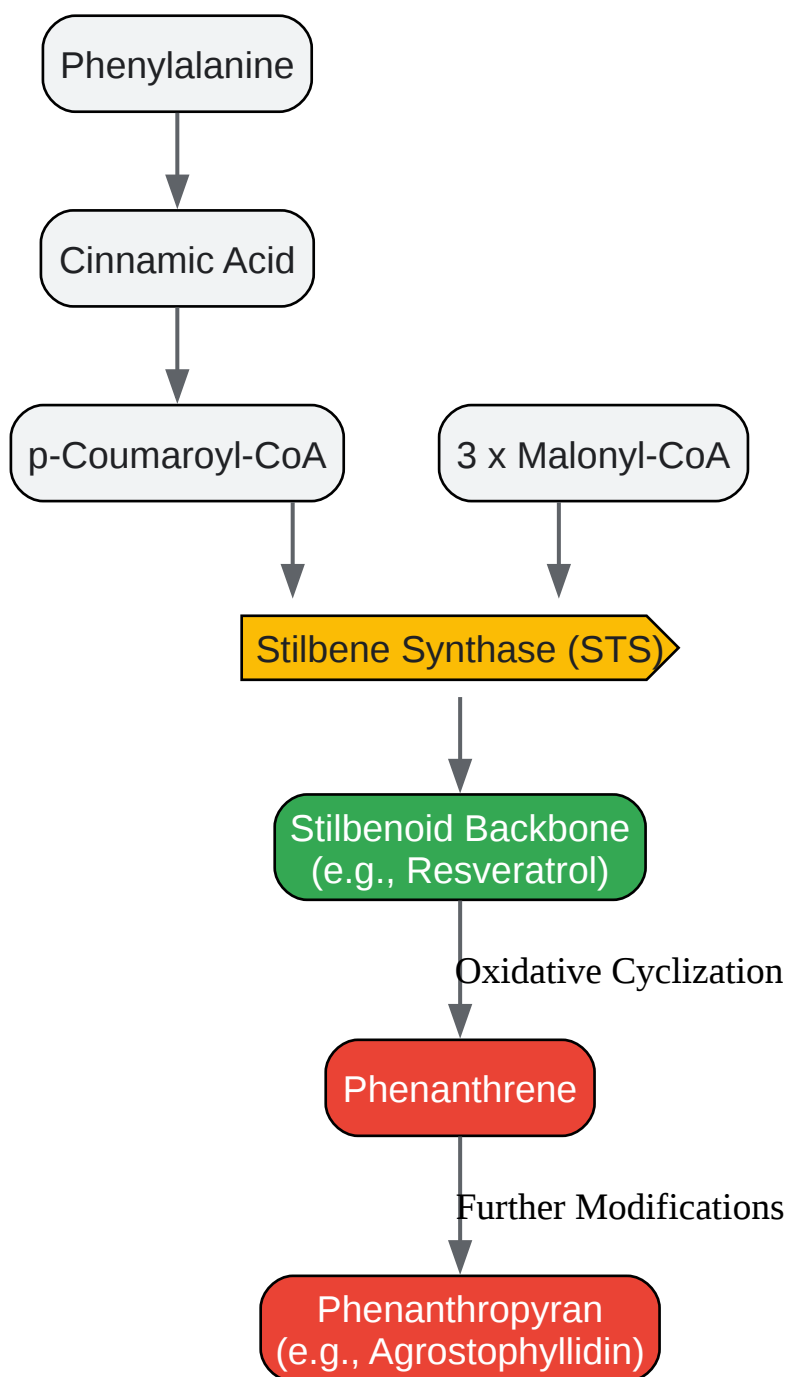 Phenylalanine
Cinnamic Acid
p-Coumaroyl-CoA
3 x Malonyl-CoA
Stilbene Synthase (STS)
Stilbenoid Backbone
(e.g., Resveratrol)
Oxidative Cyclization
Phenanthrene
Further Modifications
Phenanthropyran
(e.g., Agrostophyllidin)